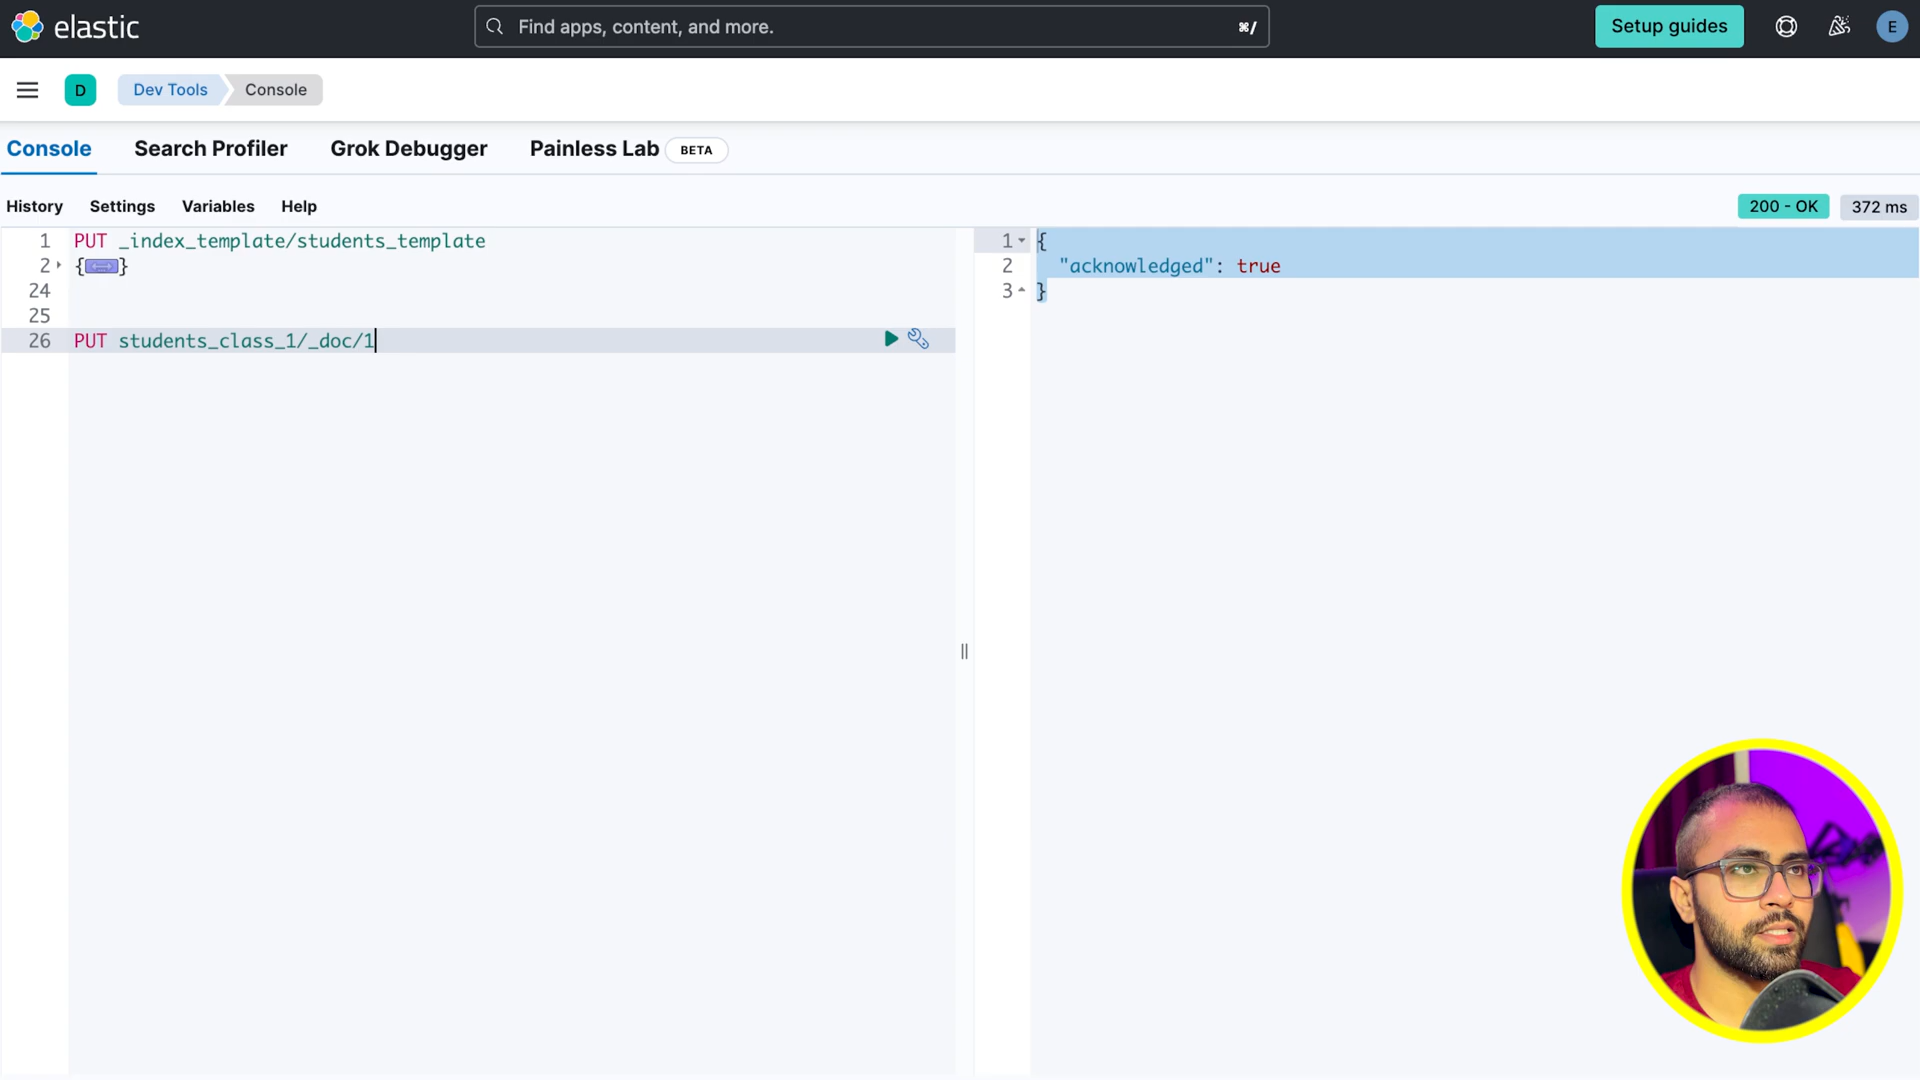 elastic
Find apps, content, and more.
⌘/
Setup guides
E
D
Dev Tools
Console
Console
Search Profiler
Grok Debugger
Painless Lab
BETA
History
Settings
Variables
Help
200 - OK
372 ms
1 PUT _index_template/students_template
2 {}
24
25
26 PUT students_class_1/_doc/1
1 {
2 "acknowledged": true
3 }